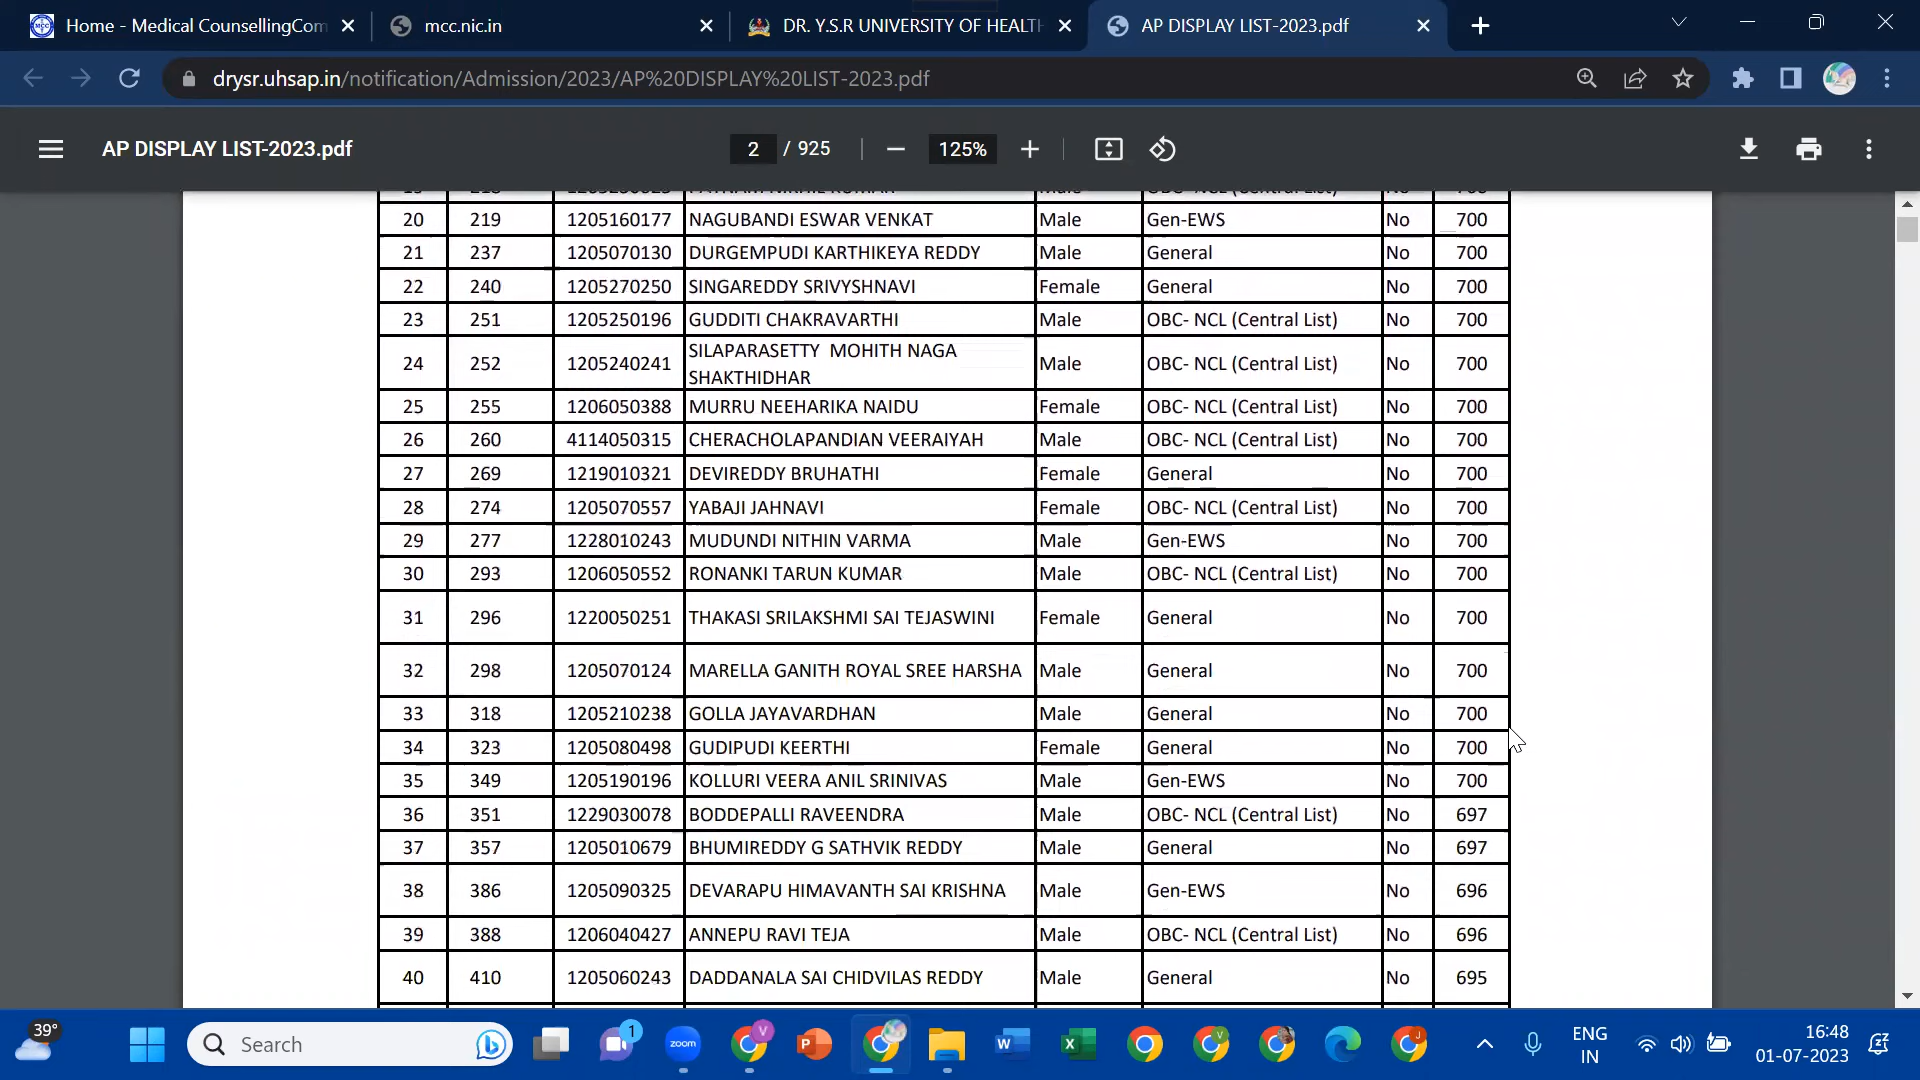 Home - Medical CounsellingCom
mcc.nic.in
DR. Y.S.R UNIVERSITY OF HEALTH
AP DISPLAY LIST-2023.pdf
drysr.uhsap.in/notification/Admission/2023/AP%20DISPLAY%20LIST-2023.pdf
AP DISPLAY LIST-2023.pdf
2 / 925
125%
20 219 1205160177 NAGUBANDI ESWAR VENKAT Male Gen-EWS No 700
21 237 1205070130 DURGEMPUDI KARTHIKEYA REDDY Male General No 700
22 240 1205270250 SINGAREDDY SRIVYSHNAVI Female General No 700
23 251 1205250196 GUDDITI CHAKRAVARTHI Male OBC- NCL (Central List) No 700
24 252 1205240241 SILAPARASETTY MOHITH NAGA SHAKTHIDHAR Male OBC- NCL (Central List) No 700
25 255 1206050388 MURRU NEEHARIKA NAIDU Female OBC- NCL (Central List) No 700
26 260 4114050315 CHERACHOLAPANDIAN VEERAIYAH Male OBC- NCL (Central List) No 700
27 269 1219010321 DEVIREDDY BRUHATHI Female General No 700
28 274 1205070557 YABAJI JAHNAVI Female OBC- NCL (Central List) No 700
29 277 1228010243 MUDUNDI NITHIN VARMA Male Gen-EWS No 700
30 293 1206050552 RONANKI TARUN KUMAR Male OBC- NCL (Central List) No 700
31 296 1220050251 THAKASI SRILAKSHMI SAI TEJASWINI Female General No 700
32 298 1205070124 MARELLA GANITH ROYAL SREE HARSHA Male General No 700
33 318 1205210238 GOLLA JAYAVARDHAN Male General No 700
34 323 1205080498 GUDIPUDI KEERTHI Female General No 700
35 349 1205190196 KOLLURI VEERA ANIL SRINIVAS Male Gen-EWS No 700
36 351 1229030078 BODDEPALLI RAVEENDRA Male OBC- NCL (Central List) No 697
37 357 1205010679 BHUMIREDDY G SATHVIK REDDY Male General No 697
38 386 1205090325 DEVARAPU HIMAVANTH SAI KRISHNA Male Gen-EWS No 696
39 388 1206040427 ANNEPU RAVI TEJA Male OBC- NCL (Central List) No 696
40 410 1205060243 DADDANALA SAI CHIDVILAS REDDY Male General No 695
39°
Search
1
zoom
V
P
W
X
V
J
ENG
IN
16:48
01-07-2023